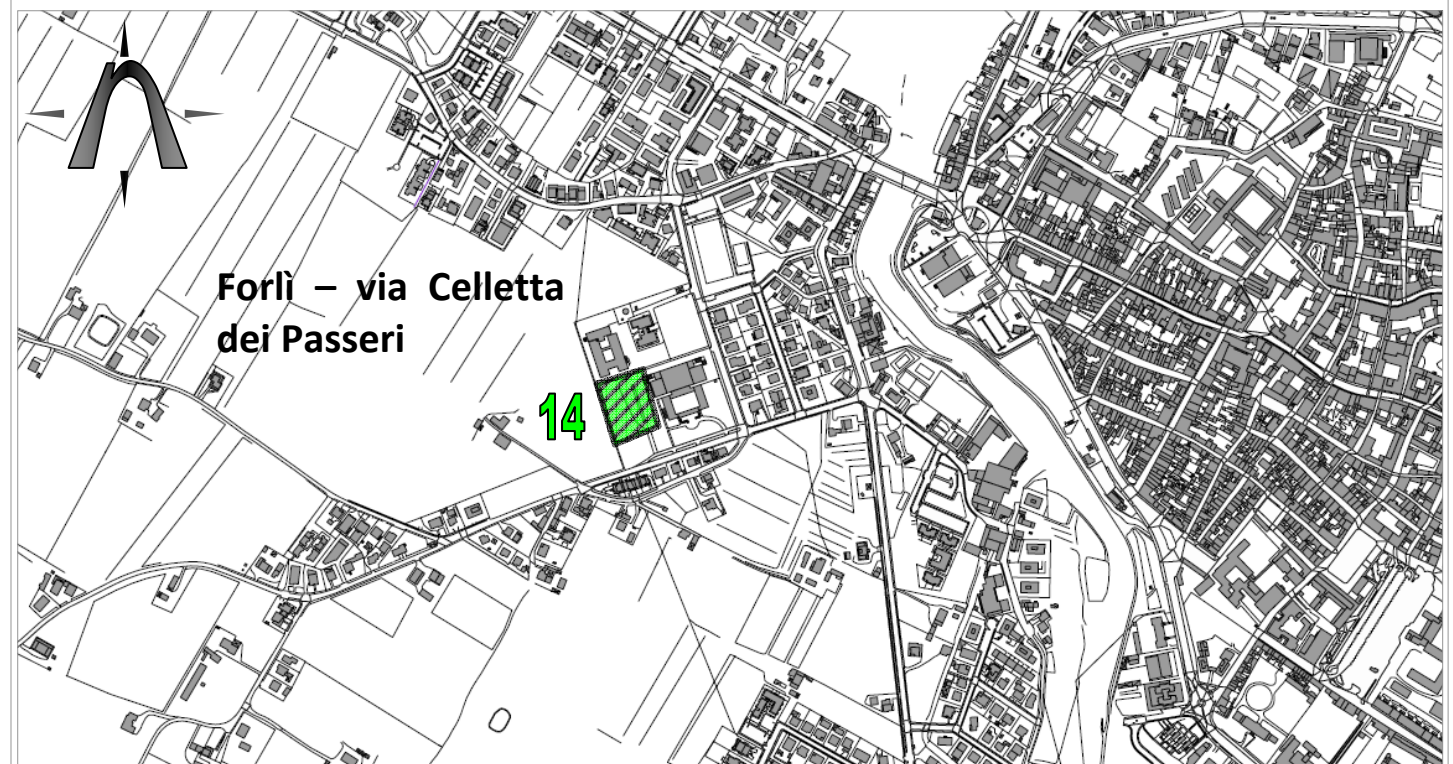 Forlì – via Celletta
dei Passeri
14